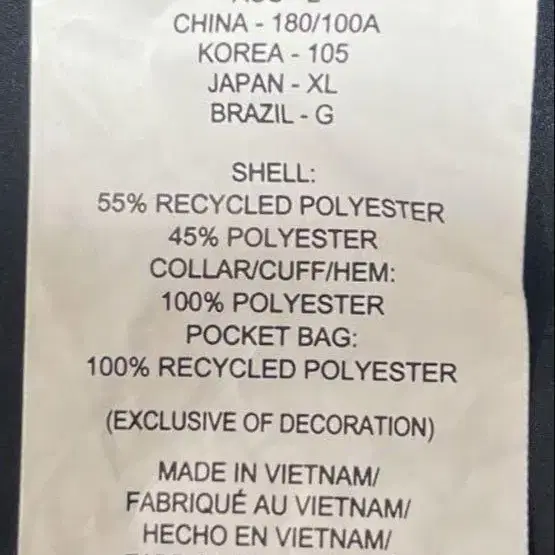 CHINA - 180/100A
KOREA - 105
JAPAN - XL
BRAZIL - G
SHELL:
55% RECYCLED POLYESTER
45% POLYESTER
COLLAR/CUFF/HEM:
100% POLYESTER
POCKET BAG:
100% RECYCLED POLYESTER
(EXCLUSIVE OF DECORATION)
MADE IN VIETNAM/
FABRIQUÉ AU VIETNAM/
HECHO EN VIETNAM/